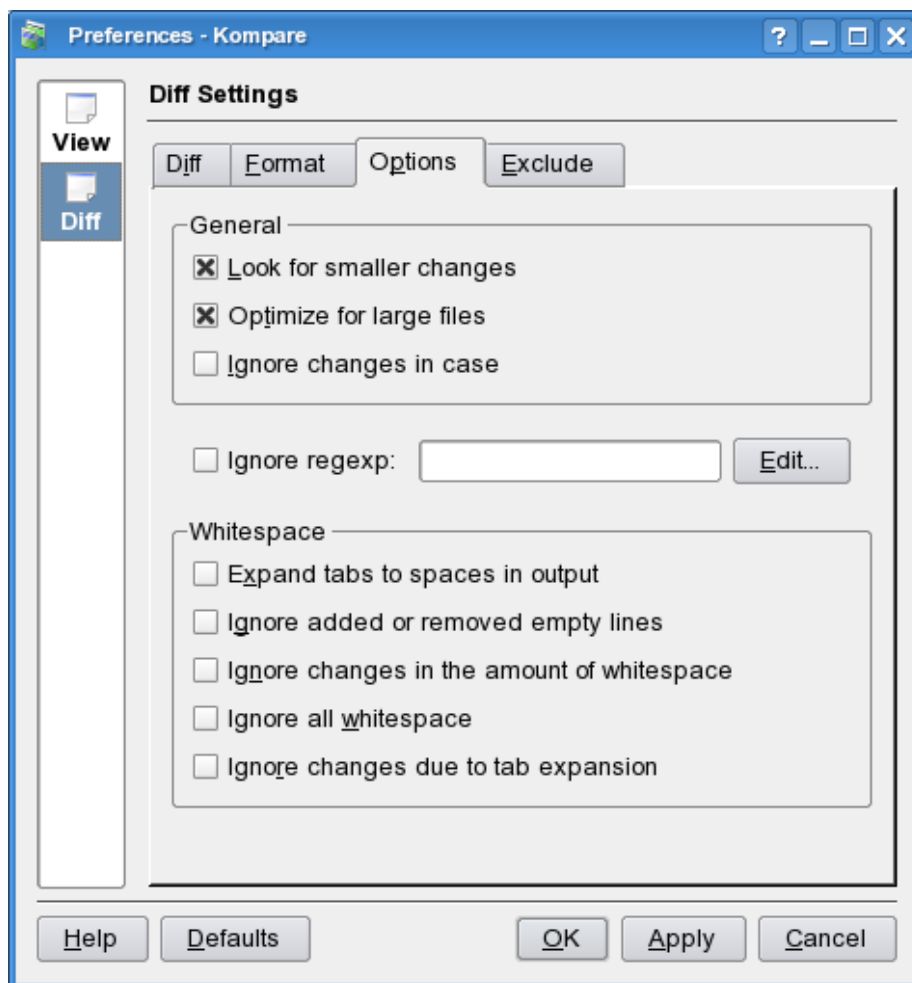 Preferences - Kompare
?
View
Diff
Diff Settings
Diff Format Options Exclude
General
Look for smaller changes
Optimize for large files
Ignore changes in case
Ignore regexp: Edit...
Whitespace
Expand tabs to spaces in output
Ignore added or removed empty lines
Ignore changes in the amount of whitespace
Ignore all whitespace
Ignore changes due to tab expansion
Help Defaults OK Apply Cancel